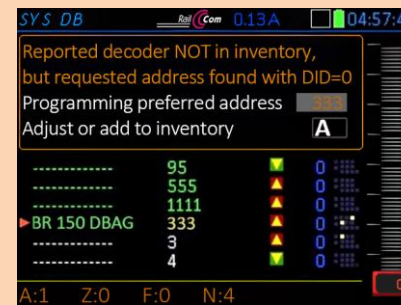 SYS DB RailCom 0.13A 04:57:4
Reported decoder NOT in inventory,
but requested address found with DID=0
Programming preferred address 333
Adjust or add to inventory A
------------- 95 0
------------- 555 0
------------- 1111 0
BR 150 DBAG 333 0
------------- 3 0
------------- 4 0
A:1 Z:0 F:0 N:4